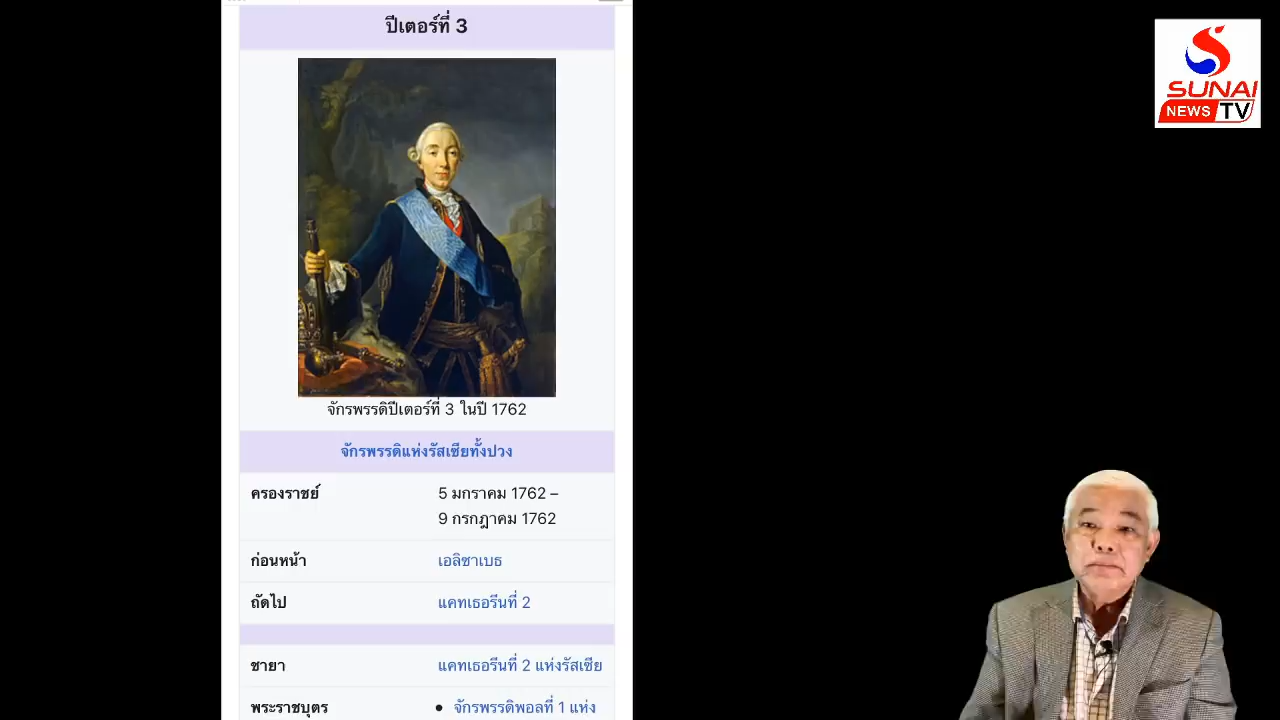 ปีเตอร์ที่ 3
SUNAI
NEWS TV
จักรพรรดิปีเตอร์ที่ 3 ในปี 1762
จักรพรรดิแห่งรัสเซียทั้งปวง
ครองราชย์ 5 มกราคม 1762 –
9 กรกฎาคม 1762
ก่อนหน้า เอลิซาเบธ
ถัดไป แคทเธอรีนที่ 2
ชายา แคทเธอรีนที่ 2 แห่งรัสเซีย
พระราชบุตร • จักรพรรดิพอลที่ 1 แห่ง